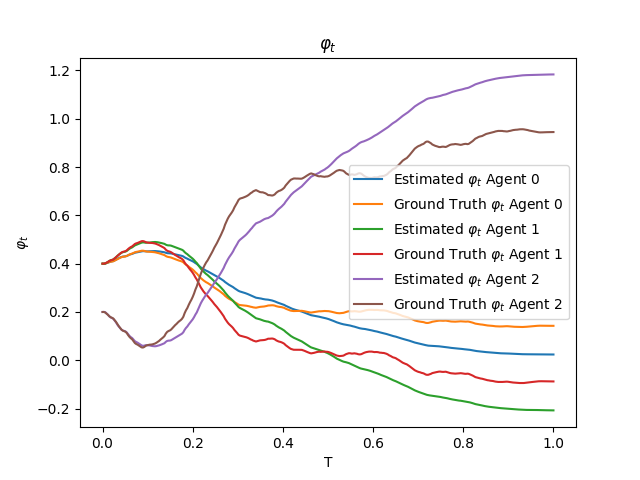 φt
φt
1.2
1.0
0.8
0.6
0.4
0.2
0.0
−0.2
Estimated φt Agent 0
Ground Truth φt Agent 0
Estimated φt Agent 1
Ground Truth φt Agent 1
Estimated φt Agent 2
Ground Truth φt Agent 2
0.0 0.2 0.4 0.6 0.8 1.0
T